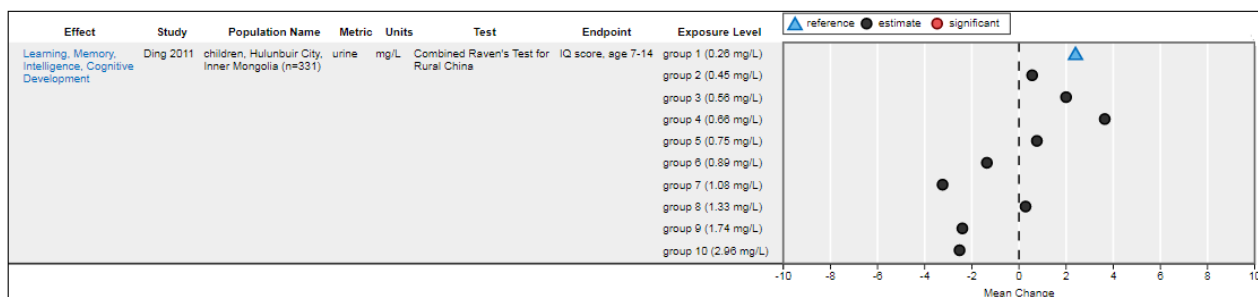 reference estimate significant
Effect Study Population Name Metric Units Test Endpoint Exposure Level
Learning, Memory, Ding 2011 children, Hulunbuir City, urine mg/L Combined Raven's Test for IQ score, age 7-14 group 1 (0.26 mg/L)
Intelligence, Cognitive Inner Mongolia (n=331) Rural China
Development
group 2 (0.45 mg/L)
group 3 (0.56 mg/L)
group 4 (0.66 mg/L)
group 5 (0.75 mg/L)
group 6 (0.89 mg/L)
group 7 (1.08 mg/L)
group 8 (1.33 mg/L)
group 9 (1.74 mg/L)
group 10 (2.96 mg/L)
-10 -8 -6 -4 -2 0 2 4 6 8 10
Mean Change